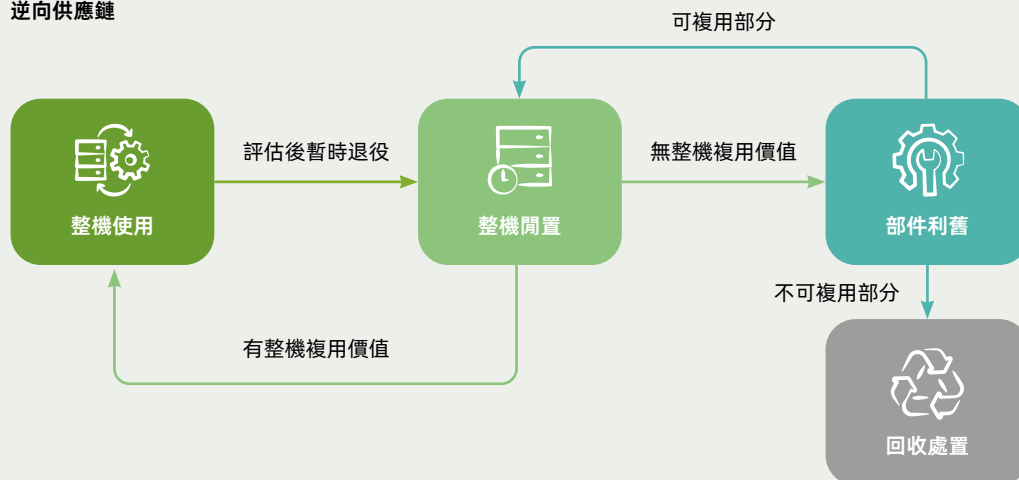 逆向供應鏈
可複用部分
評估後暫時退役
無整機複用價值
整機使用
整機閒置
部件利舊
不可複用部分
有整機複用價值
回收處置